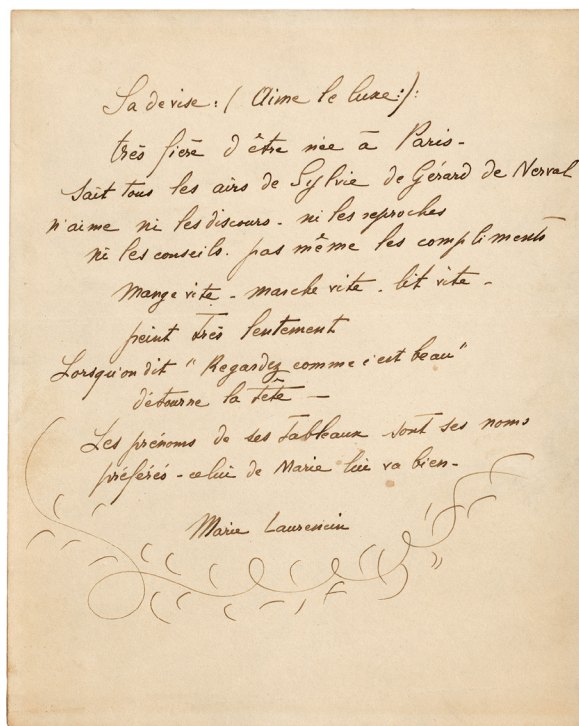 Sa devise : ( Aime le luxe :) :
très fière d'être née à Paris -
Sait tous les airs de Sylvie de Gérard de Nerval
n'aime ni les discours - ni les reproches
ni les conseils. pas même les compliments
Mange vite - marche vite - lit vite -
peint très lentement
Lorsqu'on dit " Regardez comme c'est beau "
détourne la tête -
Les prénoms de ses tableaux sont ses noms
préférés - celui de Marie lui va bien -
Marie Laurencin